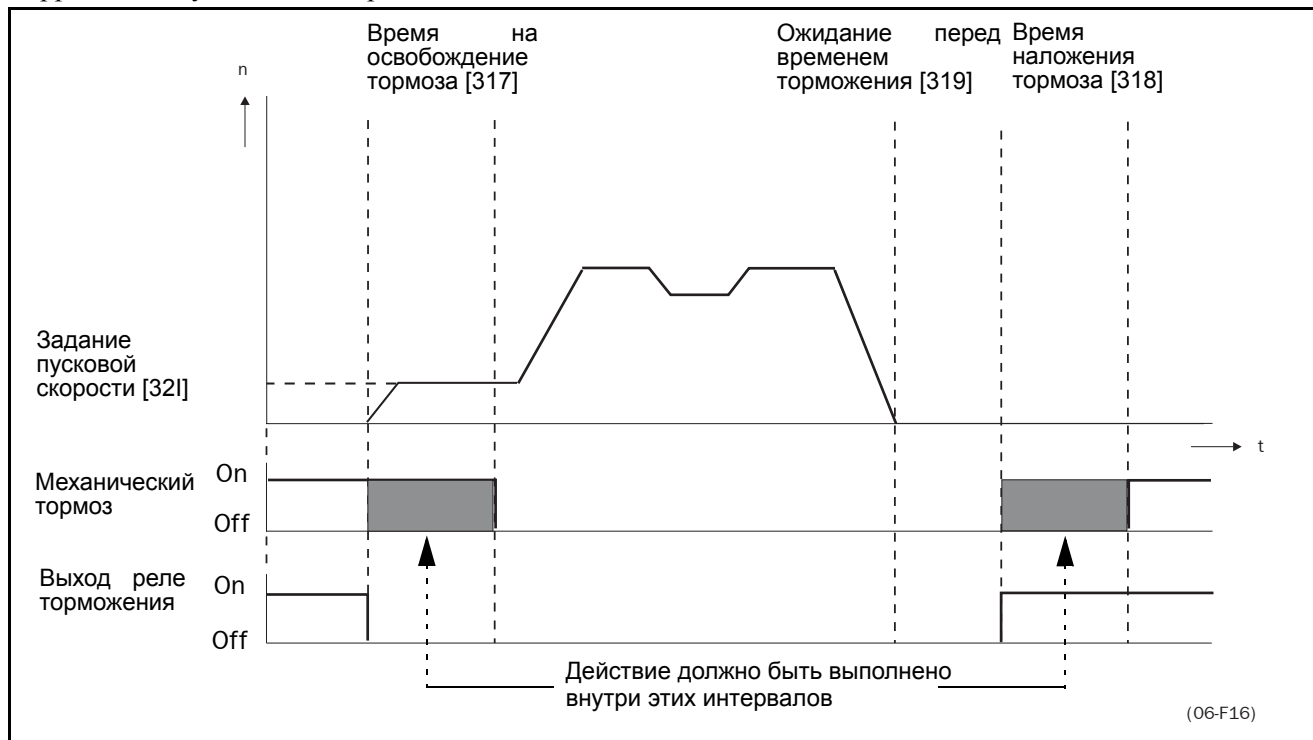 Время на
освобождение
тормоза [317]
Ожидание перед
временем
торможения [319]
Время
наложения
тормоза [318]
n
Задание
пусковой
скорости [32I]
t
Механический
тормоз
On
Off
Выход реле
торможения
On
Off
Действие должно быть выполнено
внутри этих интервалов
(06-F16)